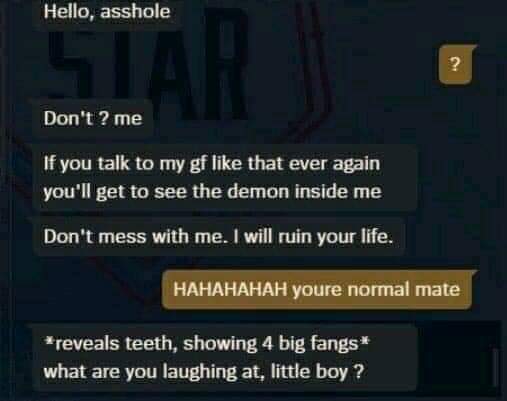 Hello, asshole
STAR
?
Don't ? me
If you talk to my gf like that ever again
you'll get to see the demon inside me
Don't mess with me. I will ruin your life.
HAHAHAHAH youre normal mate
*reveals teeth, showing 4 big fangs*
what are you laughing at, little boy ?